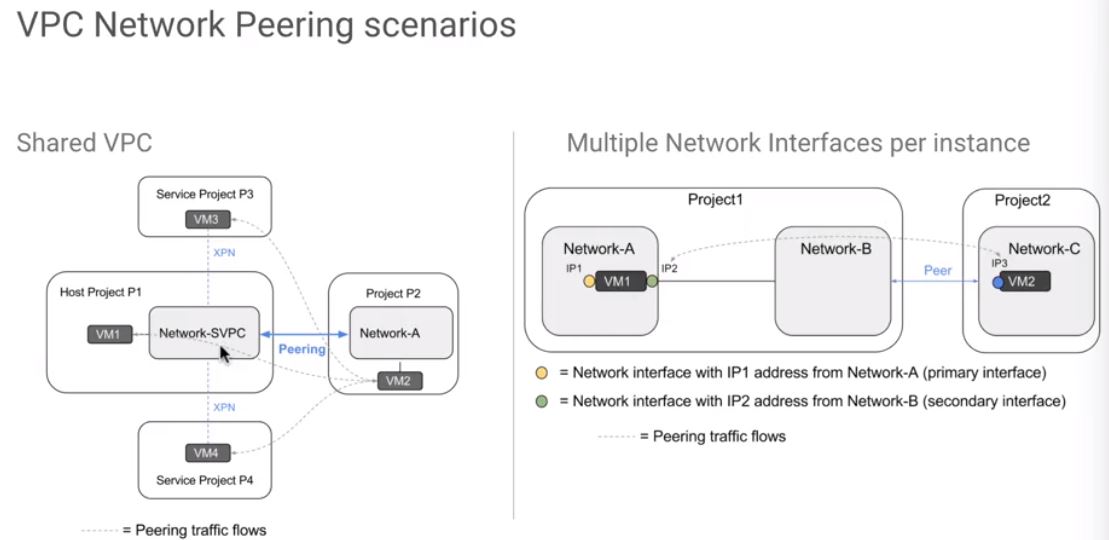 VPC Network Peering scenarios
Shared VPC
Service Project P3
VM3
XPN
Host Project P1
VM1
Network-SVPC
Peering
Project P2
Network-A
VM2
XPN
VM4
Service Project P4
= Peering traffic flows
Multiple Network Interfaces per instance
Project1
Network-A
IP1
VM1
IP2
Network-B
Peer
Project2
Network-C
IP3
VM2
= Network interface with IP1 address from Network-A (primary interface)
= Network interface with IP2 address from Network-B (secondary interface)
= Peering traffic flows